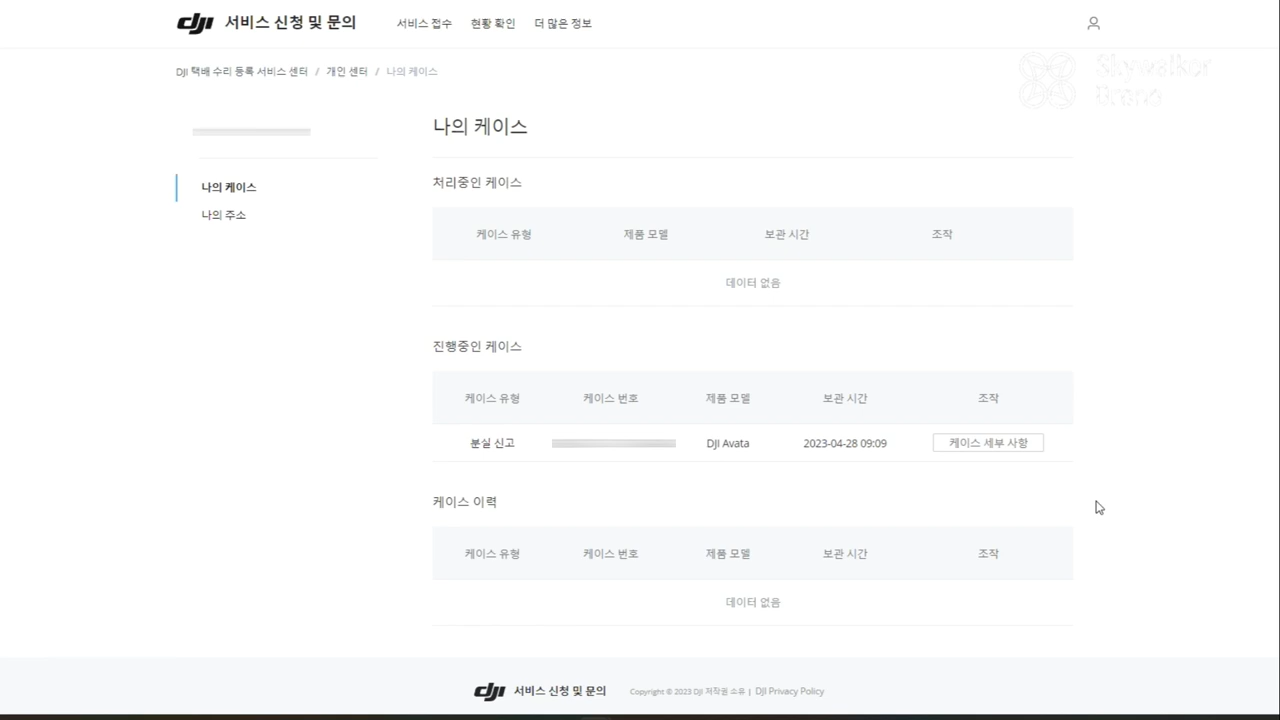 dji 서비스 신청 및 문의 서비스 접수 현황 확인 더 많은 정보
DJI 택배 수리 등록 서비스 센터 / 개인 센터 / 나의 케이스
Skywalker
나의 케이스
나의 케이스
나의 주소
처리중인 케이스
케이스 유형 제품 모델 보관 시간 조작
데이터 없음
진행중인 케이스
케이스 유형 케이스 번호 제품 모델 보관 시간 조작
분실 신고 DJI Avata 2023-04-28 09:09 케이스 세부 사항
케이스 이력
케이스 유형 케이스 번호 제품 모델 보관 시간 조작
데이터 없음
dji 서비스 신청 및 문의 Copyright © 2023 DJI 저작권 소유 | DJI Privacy Policy